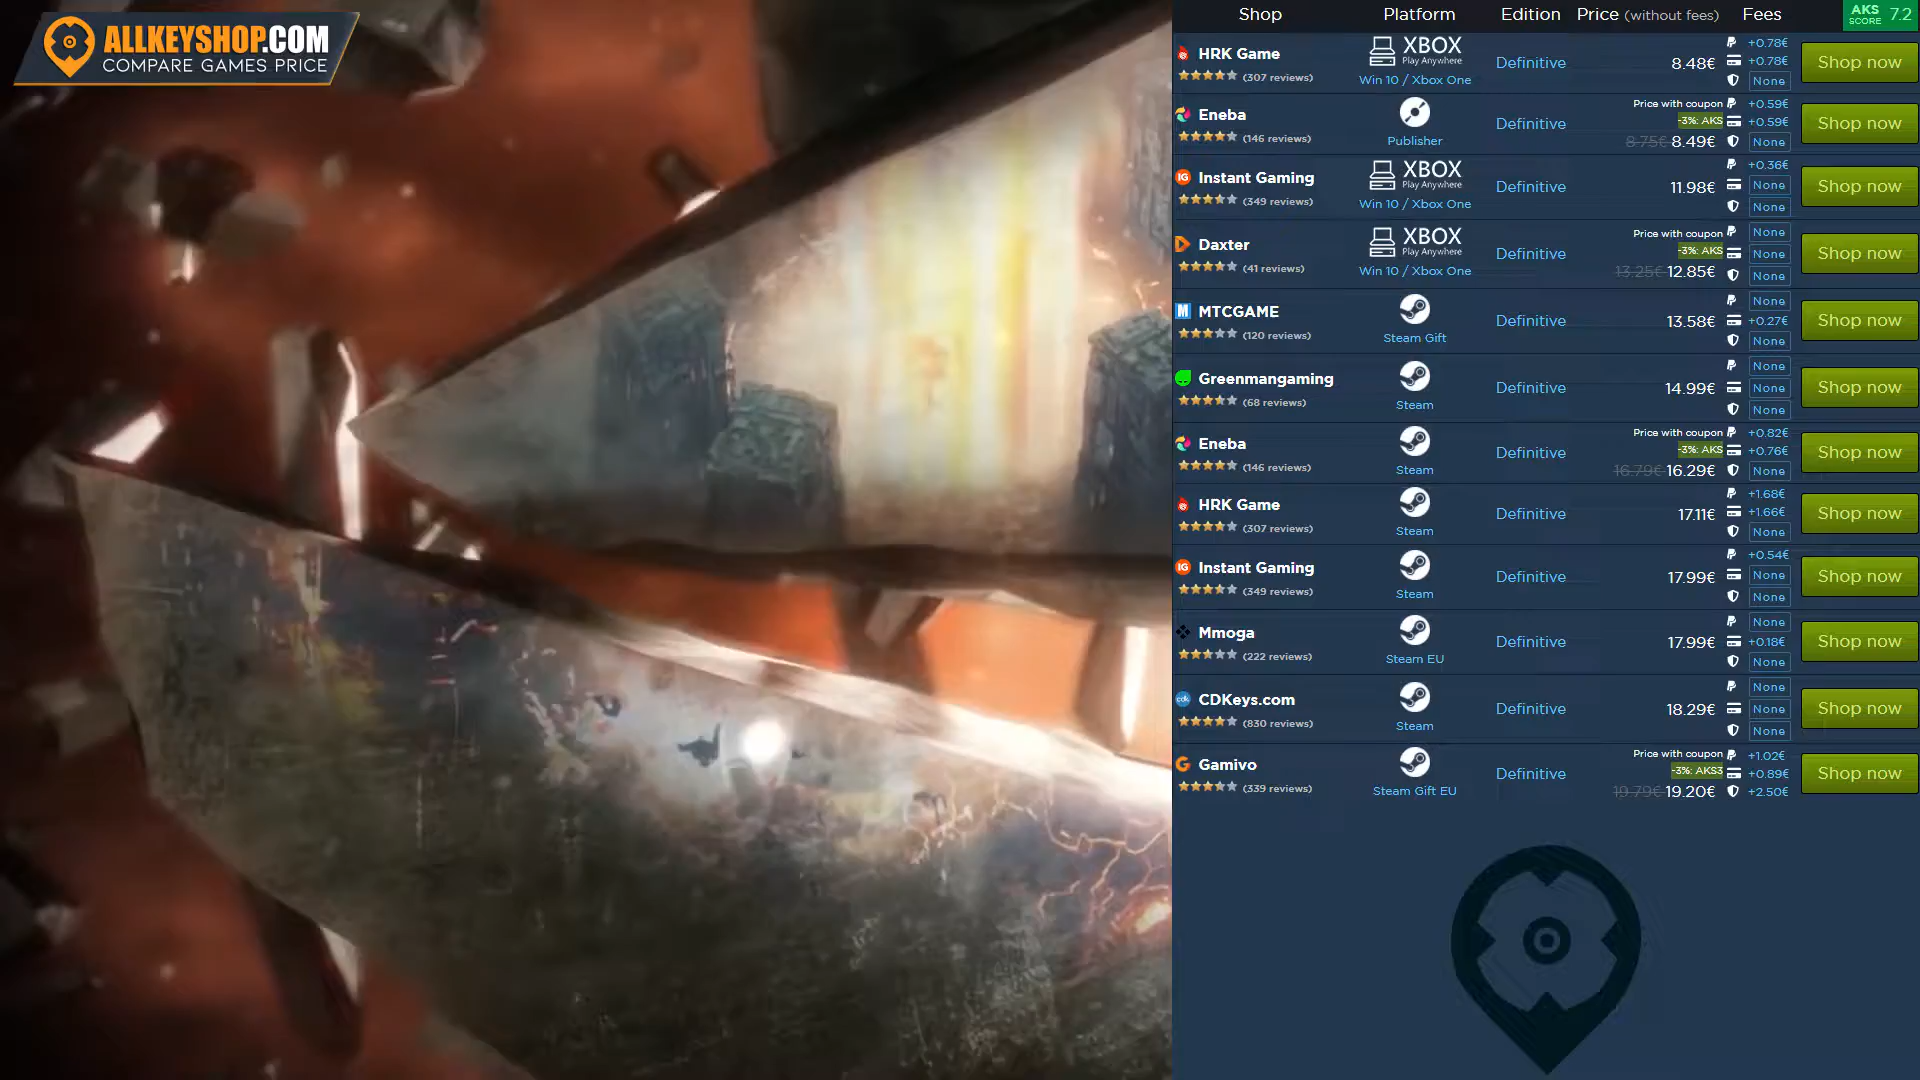 ALLKEYSHOP.COM
COMPARE GAMES PRICE
Shop Platform Edition Price (without fees) Fees AKS SCORE 7.2
HRK Game
(307 reviews)
XBOX
Play Anywhere
Win 10 / Xbox One
Definitive
8.48€
+0.78€
+0.78€
None
Shop now
Eneba
(146 reviews)
Publisher
Definitive
Price with coupon
-3%: AKS
8.75€ 8.49€
+0.59€
+0.59€
None
Shop now
IG Instant Gaming
(349 reviews)
XBOX
Play Anywhere
Win 10 / Xbox One
Definitive
11.98€
+0.36€
None
None
Shop now
Daxter
(41 reviews)
XBOX
Play Anywhere
Win 10 / Xbox One
Definitive
Price with coupon
-3%: AKS
13.25€ 12.85€
None
None
None
Shop now
M MTCGAME
(120 reviews)
Steam Gift
Definitive
13.58€
None
+0.27€
None
Shop now
Greenmangaming
(68 reviews)
Steam
Definitive
14.99€
None
None
None
Shop now
Eneba
(146 reviews)
Steam
Definitive
Price with coupon
-3%: AKS
16.79€ 16.29€
+0.82€
+0.76€
None
Shop now
HRK Game
(307 reviews)
Steam
Definitive
17.11€
+1.68€
+1.66€
None
Shop now
IG Instant Gaming
(349 reviews)
Steam
Definitive
17.99€
+0.54€
None
None
Shop now
Mmoga
(222 reviews)
Steam EU
Definitive
17.99€
None
+0.18€
None
Shop now
cdk CDKeys.com
(830 reviews)
Steam
Definitive
18.29€
None
None
None
Shop now
G Gamivo
(339 reviews)
Steam Gift EU
Definitive
Price with coupon
-3%: AKS3
19.79€ 19.20€
+1.02€
+0.89€
+2.50€
Shop now